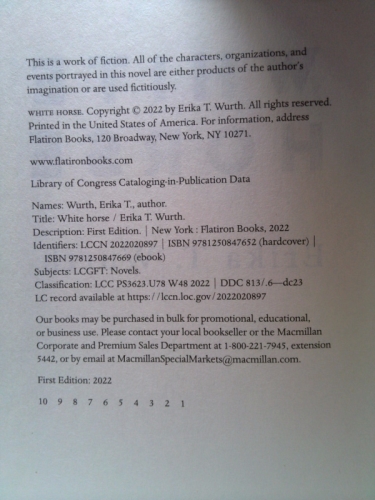 This is a work of fiction. All of the characters, organizations, and
events portrayed in this novel are either products of the author's
imagination or are used fictitiously.
WHITE HORSE. Copyright © 2022 by Erika T. Wurth. All rights reserved.
Printed in the United States of America. For information, address
Flatiron Books, 120 Broadway, New York, NY 10271.
www.flatironbooks.com
Library of Congress Cataloging-in-Publication Data
Names: Wurth, Erika T., author.
Title: White horse / Erika T. Wurth.
Description: First Edition. | New York : Flatiron Books, 2022
Identifiers: LCCN 2022020897 | ISBN 9781250847652 (hardcover) |
ISBN 9781250847669 (ebook)
Subjects: LCGFT: Novels.
Classification: LCC PS3623.U78 W48 2022 | DDC 813/.6—dc23
LC record available at https://lccn.loc.gov/2022020897
Our books may be purchased in bulk for promotional, educational,
or business use. Please contact your local bookseller or the Macmillan
Corporate and Premium Sales Department at 1-800-221-7945, extension
5442, or by email at MacmillanSpecialMarkets@macmillan.com.
First Edition: 2022
10 9 8 7 6 5 4 3 2 1